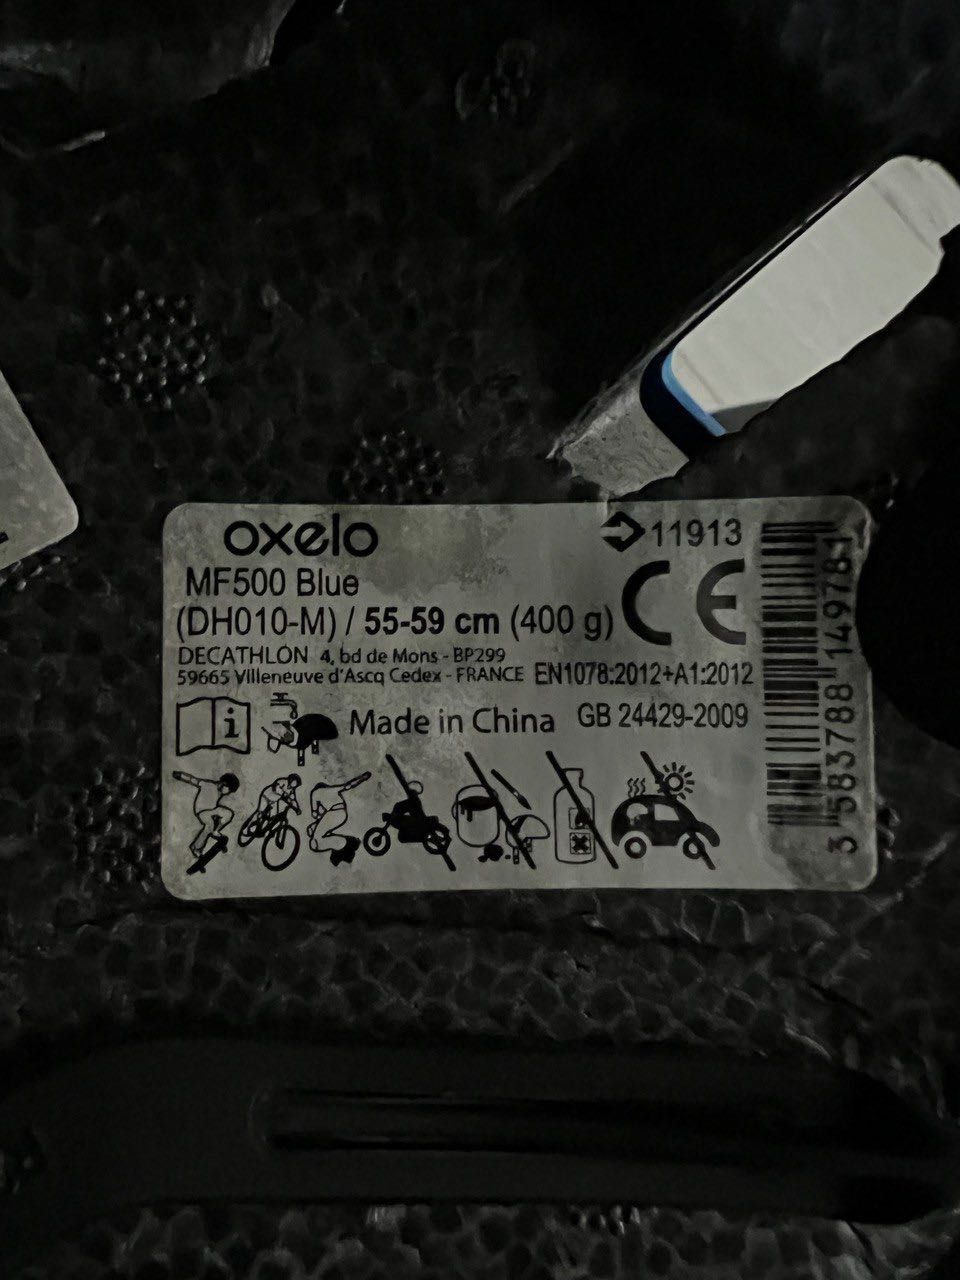 oxelo
11913
MF500 Blue
(DH010-M) / 55-59 cm (400 g)
CE
DECATHLON 4, bd de Mons - BP299
59665 Villeneuve d'Ascq Cedex - FRANCE EN1078:2012+A1:2012
i Made in China GB 24429-2009
3 583788 149781